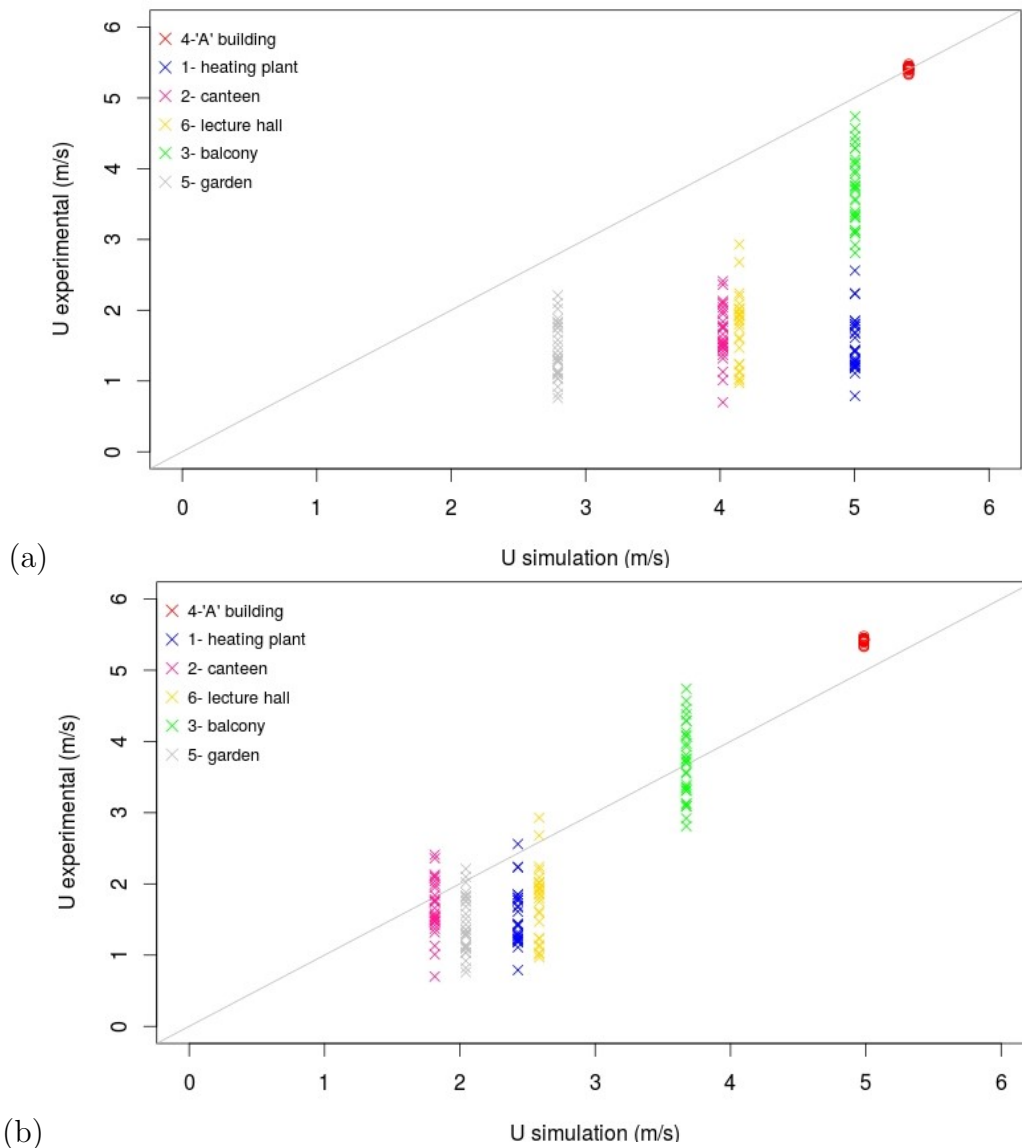 6
4-'A' building
1- heating plant
5
2- canteen
6- lecture hall
4
3- balcony
5- garden
3
2
1
0
U experimental (m/s)
0 1 2 3 4 5 6
(a)
U simulation (m/s)
6
4-'A' building
1- heating plant
5
2- canteen
6- lecture hall
4
3- balcony
5- garden
3
2
1
0
U experimental (m/s)
0 1 2 3 4 5 6
(b)
U simulation (m/s)